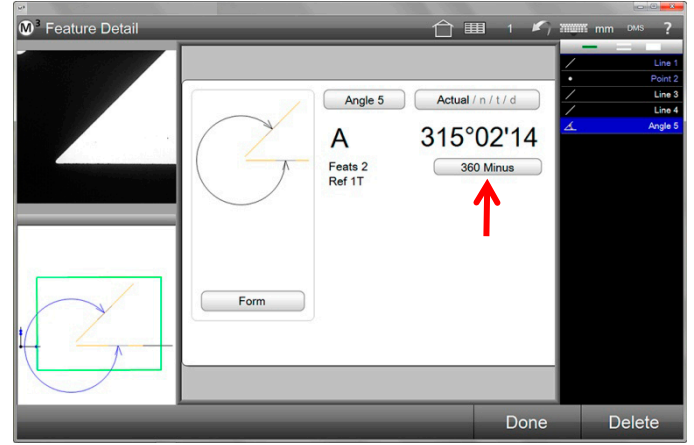 M³ Feature Detail
1 mm DMS ?
Line 1
Point 2
Line 3
Line 4
Angle 5
Angle 5 Actual / n / t / d
A 315°02'14
Feats 2
Ref 1T
360 Minus
Form
Done Delete